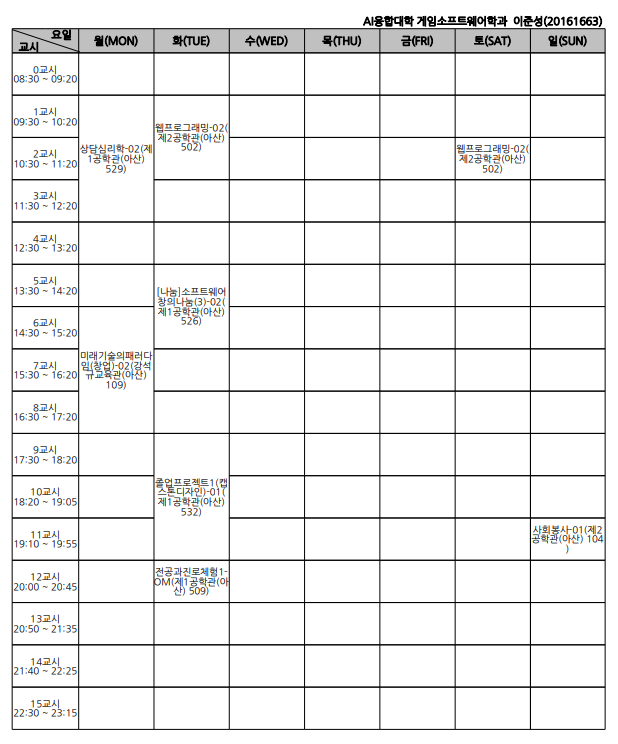 AI융합대학 게임소프트웨어학과 이준성(20161663)
요일
교시
월(MON) 화(TUE) 수(WED) 목(THU) 금(FRI) 토(SAT) 일(SUN)
0교시
08:30 ~ 09:20
1교시
09:30 ~ 10:20
웹프로그래밍-02(
제2공학관(아산)
502)
2교시
10:30 ~ 11:20
상담심리학-02(제
1공학관(아산)
529)
웹프로그래밍-02(
제2공학관(아산)
502)
3교시
11:30 ~ 12:20
4교시
12:30 ~ 13:20
5교시
13:30 ~ 14:20
[나눔]소프트웨어
창의나눔(3)-02(
제1공학관(아산)
526)
6교시
14:30 ~ 15:20
7교시
15:30 ~ 16:20
미래기술의패러다
임(창업)-02(강석
규교육관(아산)
109)
8교시
16:30 ~ 17:20
9교시
17:30 ~ 18:20
10교시
18:20 ~ 19:05
졸업프로젝트1(캡
스톤디자인)-01(
제1공학관(아산)
532)
11교시
19:10 ~ 19:55
사회봉사-01(제2
공학관(아산) 104
)
12교시
20:00 ~ 20:45
전공과진로체험1-
OM(제1공학관(아
산) 509)
13교시
20:50 ~ 21:35
14교시
21:40 ~ 22:25
15교시
22:30 ~ 23:15